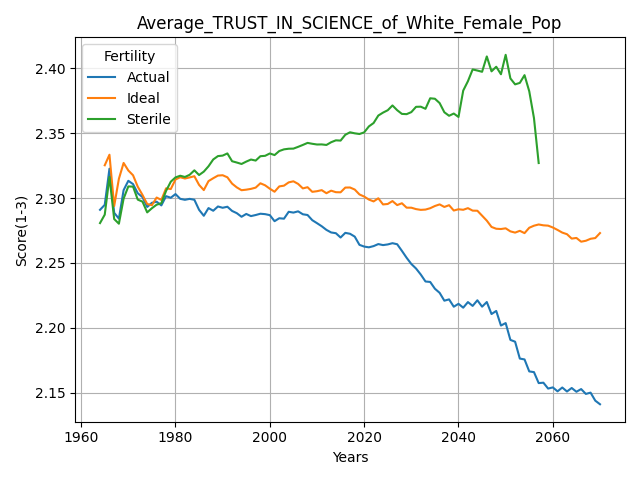 Average_TRUST_IN_SCIENCE_of_White_Female_Pop
Fertility
Actual
Ideal
Sterile
Score(1-3)
2.40
2.35
2.30
2.25
2.20
2.15
1960 1980 2000 2020 2040 2060
Years